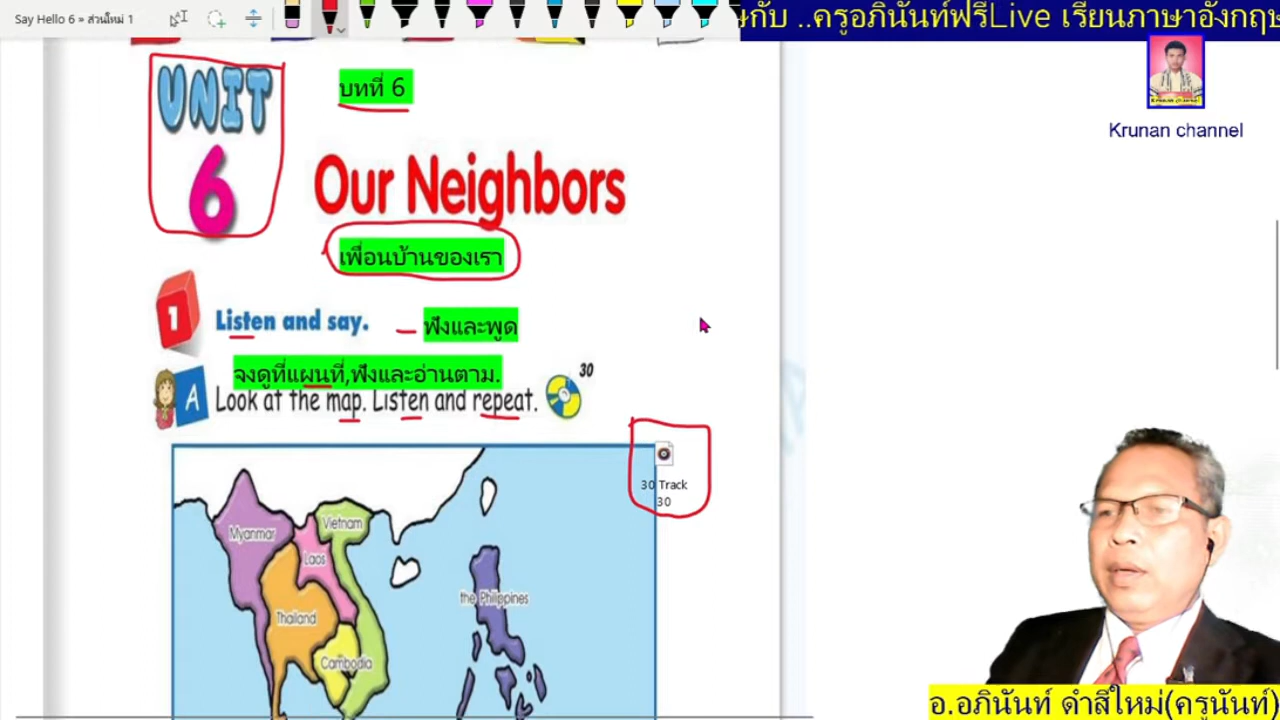 Say Hello 6 » ส่วนใหม่ 1
ษกับ ..ครูอภินันท์ฟรีLive เรียนภาษาอังกฤษ
Krunan channel
UNIT
6
บทที่ 6
Our Neighbors
เพื่อนบ้านของเรา
1
Listen and say.
ฟังและพูด
จงดูที่แผนที่,ฟังและอ่านตาม.
A
Look at the map. Listen and repeat.
30
30 Track
30
Myanmar
Vietnam
Laos
Thailand
the Philippines
Cambodia
อ.อภินันท์ ดำสีใหม่(ครูนันท์)